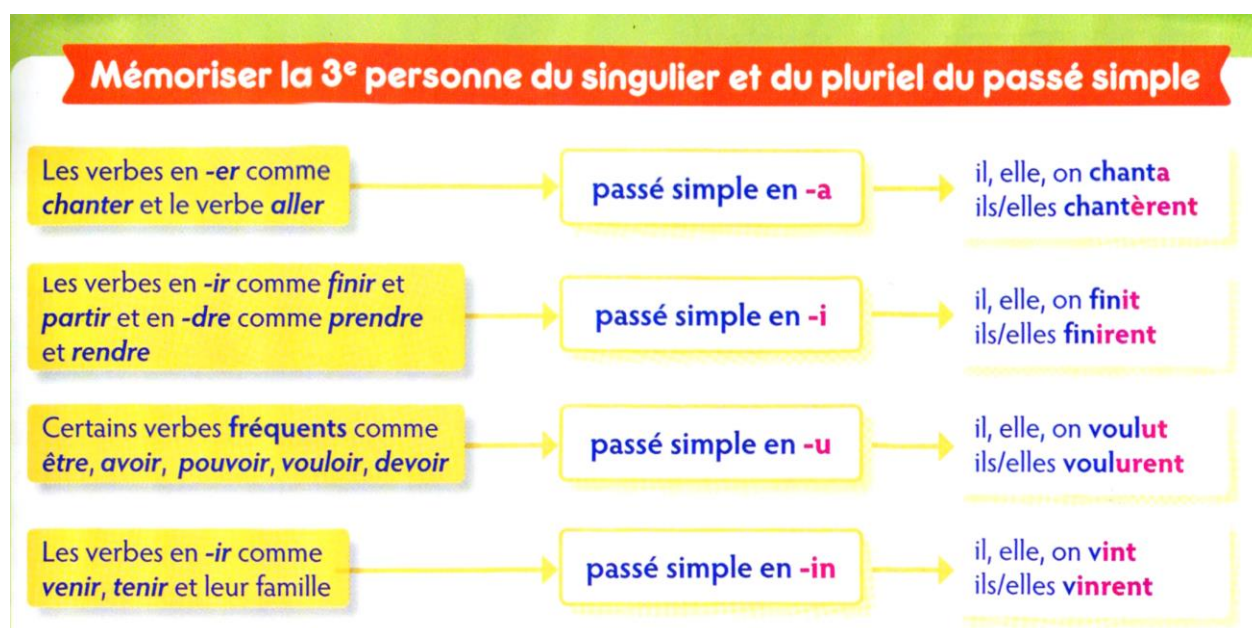 Mémoriser la 3e personne du singulier et du pluriel du passé simple
Les verbes en -er comme
chanter et le verbe aller
passé simple en -a
il, elle, on chanta
ils/elles chantèrent
Les verbes en -ir comme finir et
partir et en -dre comme prendre
et rendre
passé simple en -i
il, elle, on finit
ils/elles finirent
Certains verbes fréquents comme
être, avoir, pouvoir, vouloir, devoir
passé simple en -u
il, elle, on voulut
ils/elles voulurent
Les verbes en -ir comme
venir, tenir et leur famille
passé simple en -in
il, elle, on vint
ils/elles vinrent